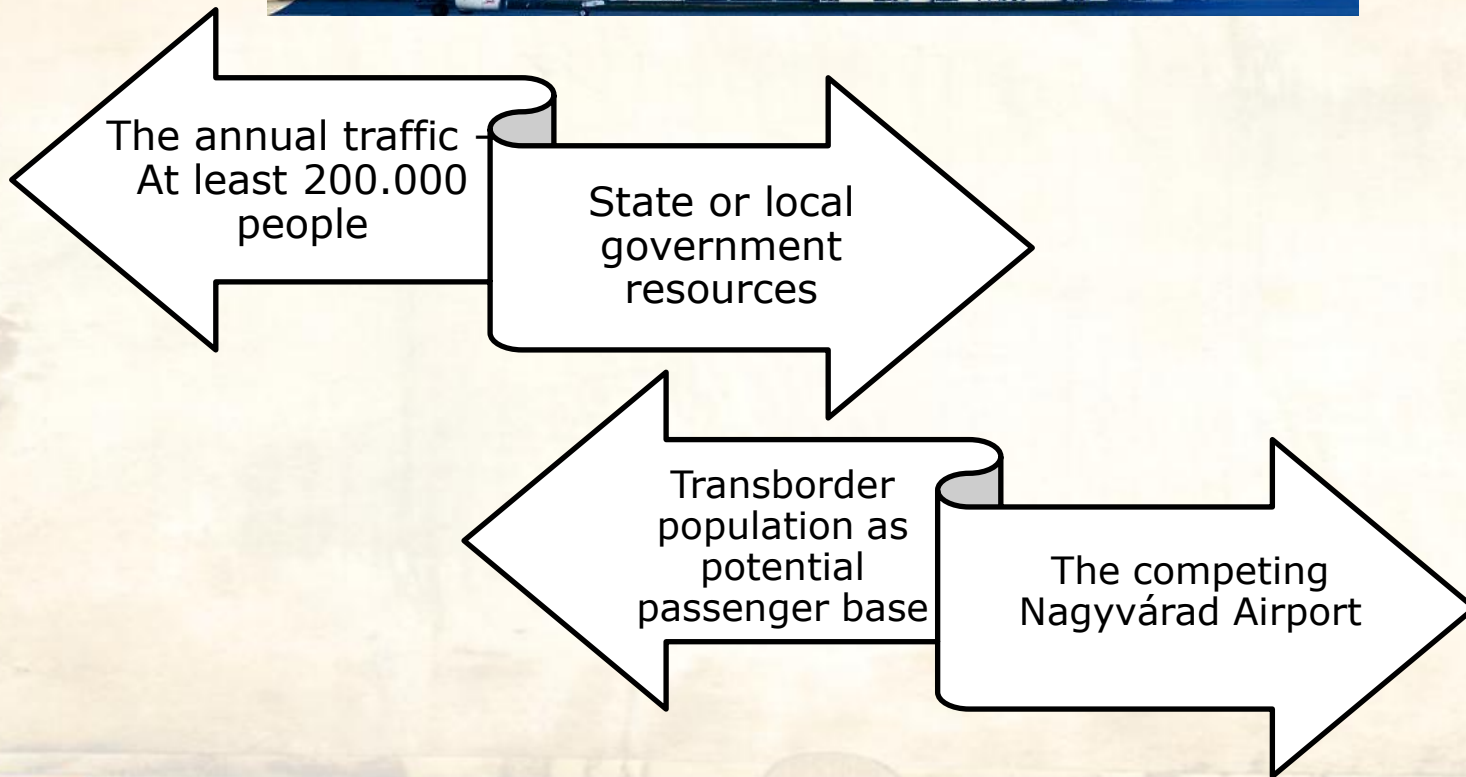 The annual traffic –
At least 200.000
people
State or local
government
resources
Transborder
population as
potential
passenger base
The competing
Nagyvárad Airport